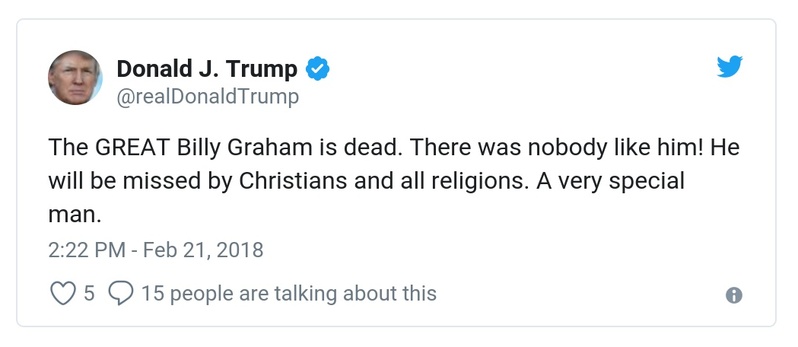 Donald J. Trump
@realDonaldTrump
The GREAT Billy Graham is dead. There was nobody like him! He
will be missed by Christians and all religions. A very special
man.
2:22 PM - Feb 21, 2018
5 15 people are talking about this